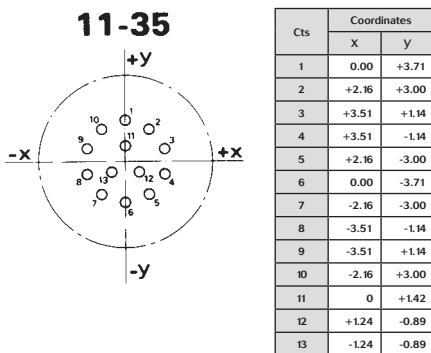 11-35
+y
1
10
2
11
9
3
-x
+x
8
13
12
4
7
5
6
-y
Cts Coordinates
x y
1 0.00 +3.71
2 +2.16 +3.00
3 +3.51 +1.14
4 +3.51 -1.14
5 +2.16 -3.00
6 0.00 -3.71
7 -2.16 -3.00
8 -3.51 -1.14
9 -3.51 +1.14
10 -2.16 +3.00
11 0 +1.42
12 +1.24 -0.89
13 -1.24 -0.89